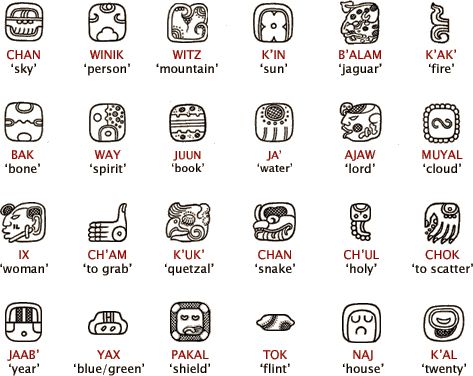 CHAN WINIK WITZ K'IN B'ALAM K'AK'
‘sky’ ‘person’ ‘mountain’ ‘sun’ ‘jaguar’ ‘fire’
BAK WAY JUUN JA' AJAW MUYAL
‘bone’ ‘spirit’ ‘book’ ‘water’ ‘lord’ ‘cloud’
IX CH'AM K'UK' CHAN CH'UL CHOK
‘woman’ ‘to grab’ ‘quetzal’ ‘snake’ ‘holy’ ‘to scatter’
JAAB' YAX PAKAL TOK NAJ K'AL
‘year’ ‘blue/green’ ‘shield’ ‘flint’ ‘house’ ‘twenty’